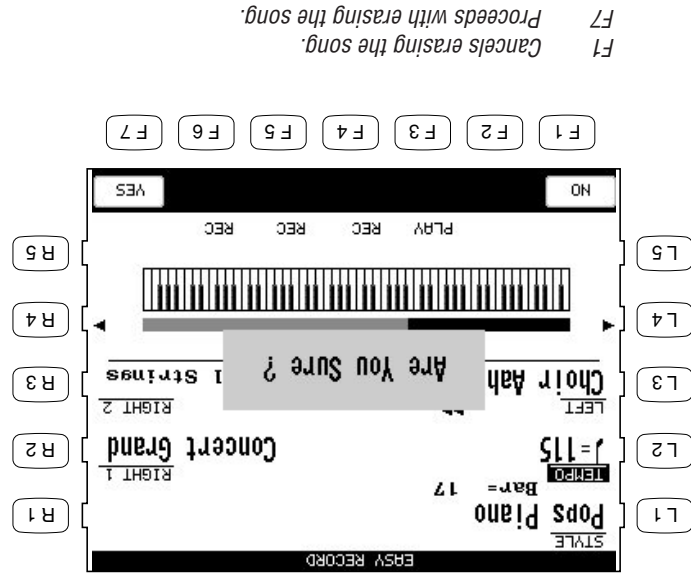 EASY RECORD
STYLE
Pops Piano
Bar= 17
TEMPO
♩=115
RIGHT 1
Concert Grand
LEFT
Choir Aah
RIGHT 2
1 Strings
Are You Sure ?
PLAY REC REC REC
NO YES
L1 R1
L2 R2
L3 R3
L4 R4
L5 R5
F1 F2 F3 F4 F5 F6 F7
F1 Cancels erasing the song.
F7 Proceeds with erasing the song.